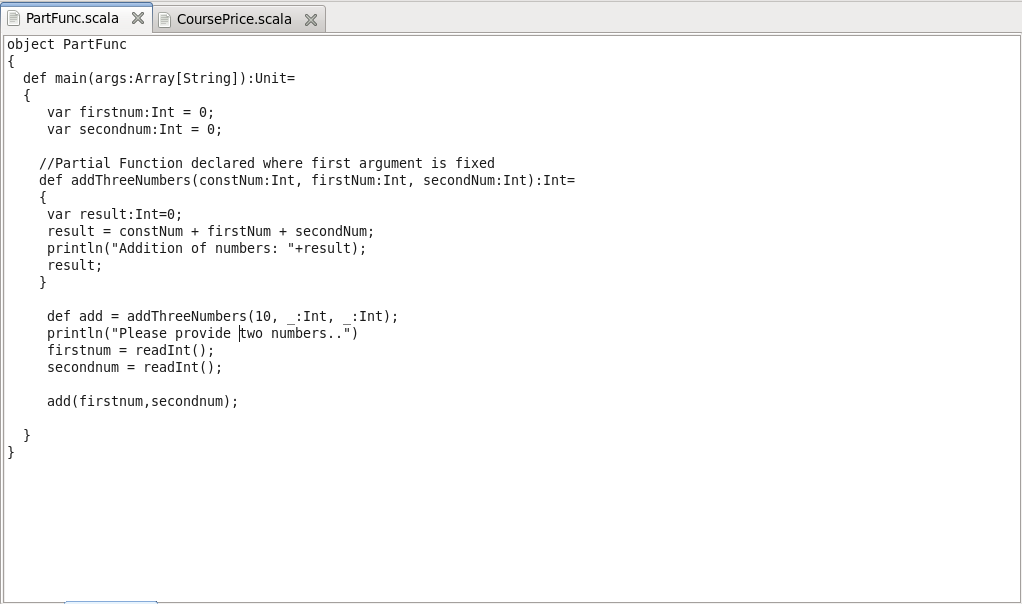 PartFunc.scala CoursePrice.scala
object PartFunc
{
  def main(args:Array[String]):Unit=
  {
     var firstnum:Int = 0;
     var secondnum:Int = 0;

    //Partial Function declared where first argument is fixed
    def addThreeNumbers(constNum:Int, firstNum:Int, secondNum:Int):Int=
    {
     var result:Int=0;
     result = constNum + firstNum + secondNum;
     println("Addition of numbers: "+result);
     result;
    }

     def add = addThreeNumbers(10, _:Int, _:Int);
     println("Please provide two numbers..")
     firstnum = readInt();
     secondnum = readInt();

     add(firstnum,secondnum);

  }
}